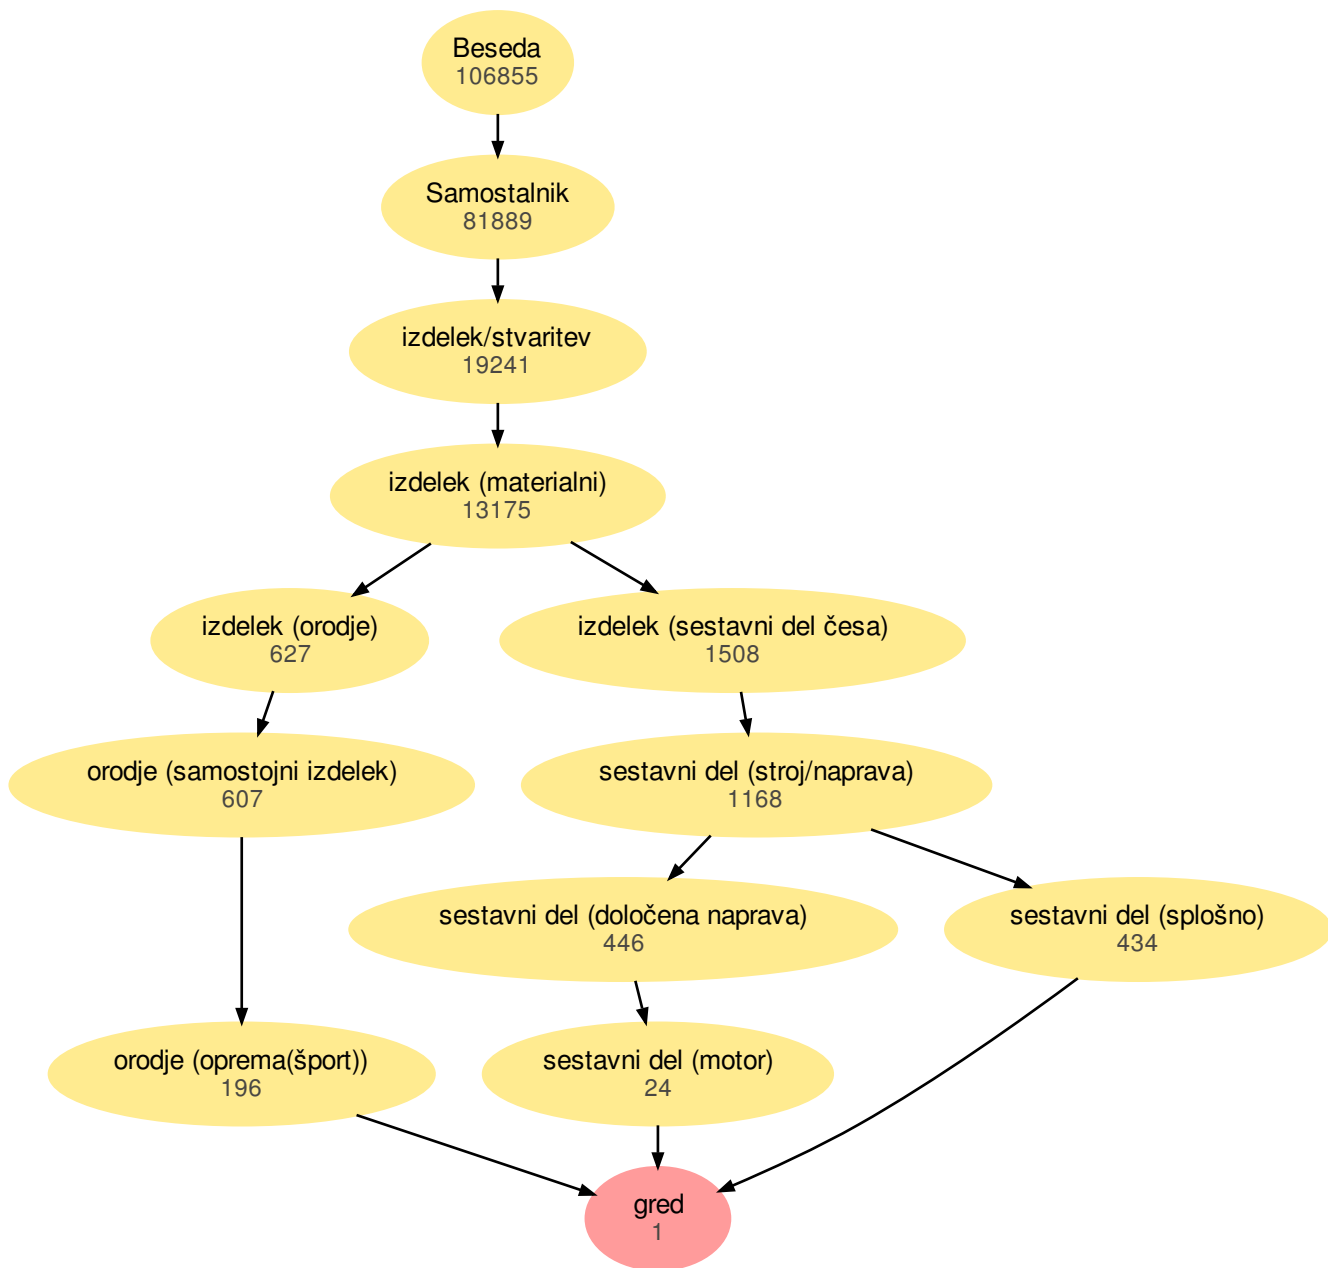 Beseda
106855
Samostalnik
81889
izdelek/stvaritev
19241
izdelek (materialni)
13175
izdelek (orodje)
627
izdelek (sestavni del česa)
1508
orodje (samostojni izdelek)
607
sestavni del (stroj/naprava)
1168
sestavni del (določena naprava)
446
sestavni del (splošno)
434
orodje (oprema(šport))
196
sestavni del (motor)
24
gred
1